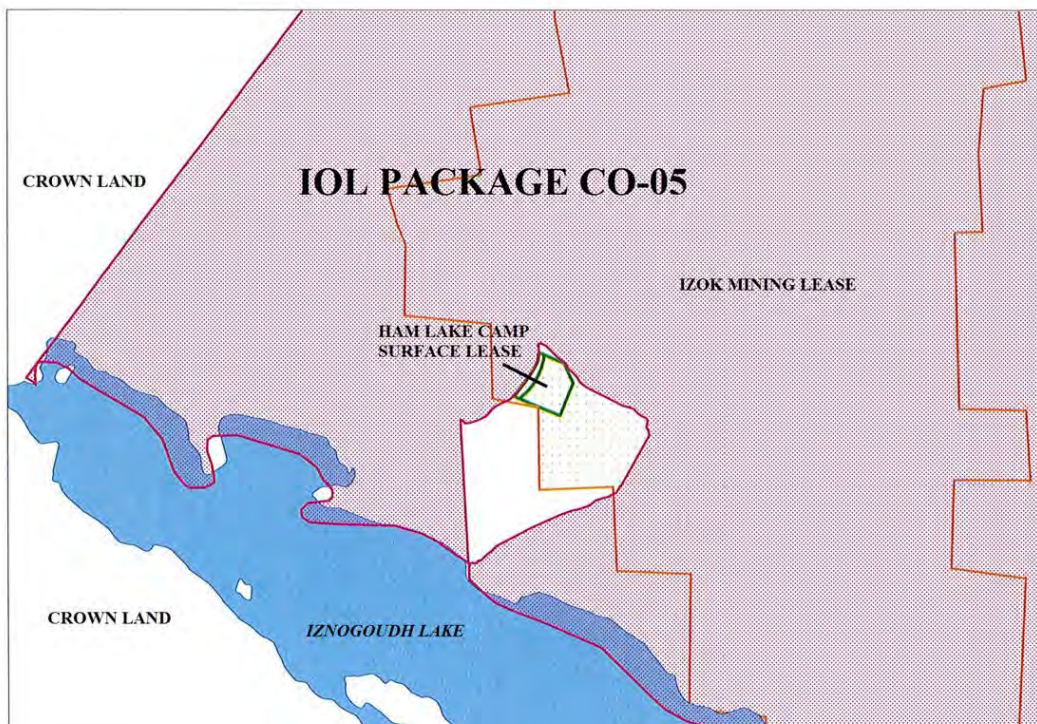 CROWN LAND
IOL PACKAGE CO-05
IZOK MINING LEASE
HAM LAKE CAMP
SURFACE LEASE
CROWN LAND
IZNOGOUDH LAKE